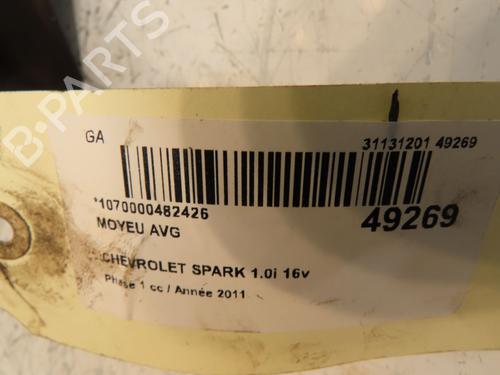 B-PARTS
GA
31131201 49269
*1070000482426
49269
MOYEU AVG
CHEVROLET SPARK 1.0i 16v
Phase 1 cc / Année 2011